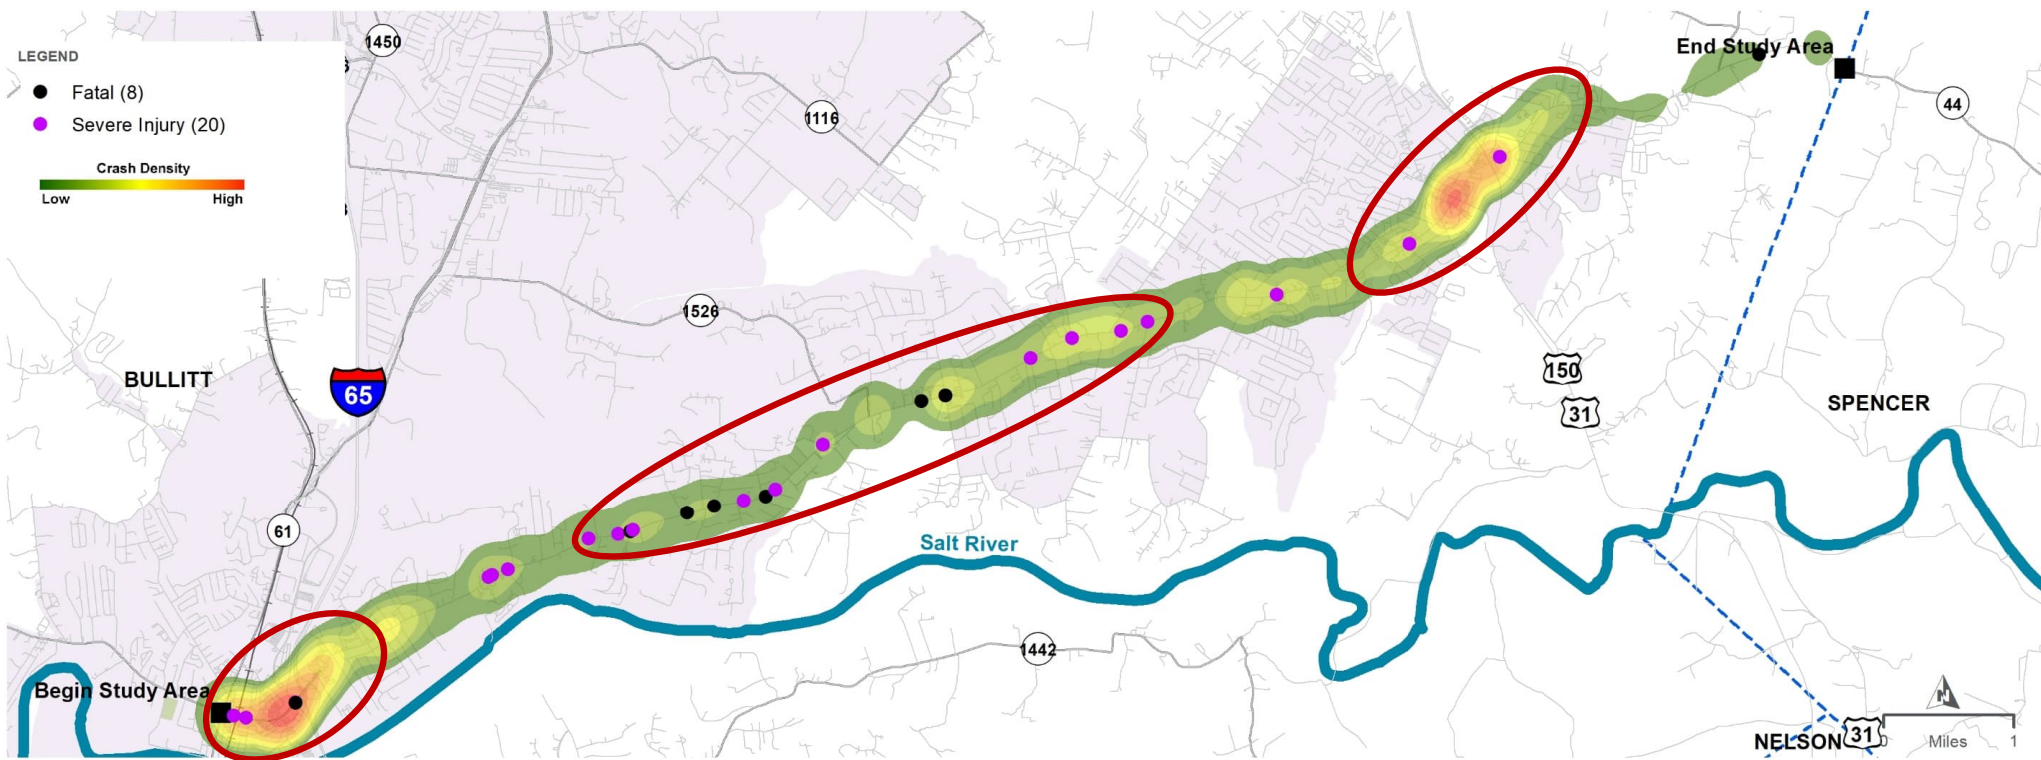 LEGEND
Fatal (8)
Severe Injury (20)
Crash Density
Low High
1450
1116
End Study Area
44
1526
BULLITT
65
150
31
SPENCER
61
Salt River
1442
Begin Study Area
N
NELSON
31
0 Miles 1